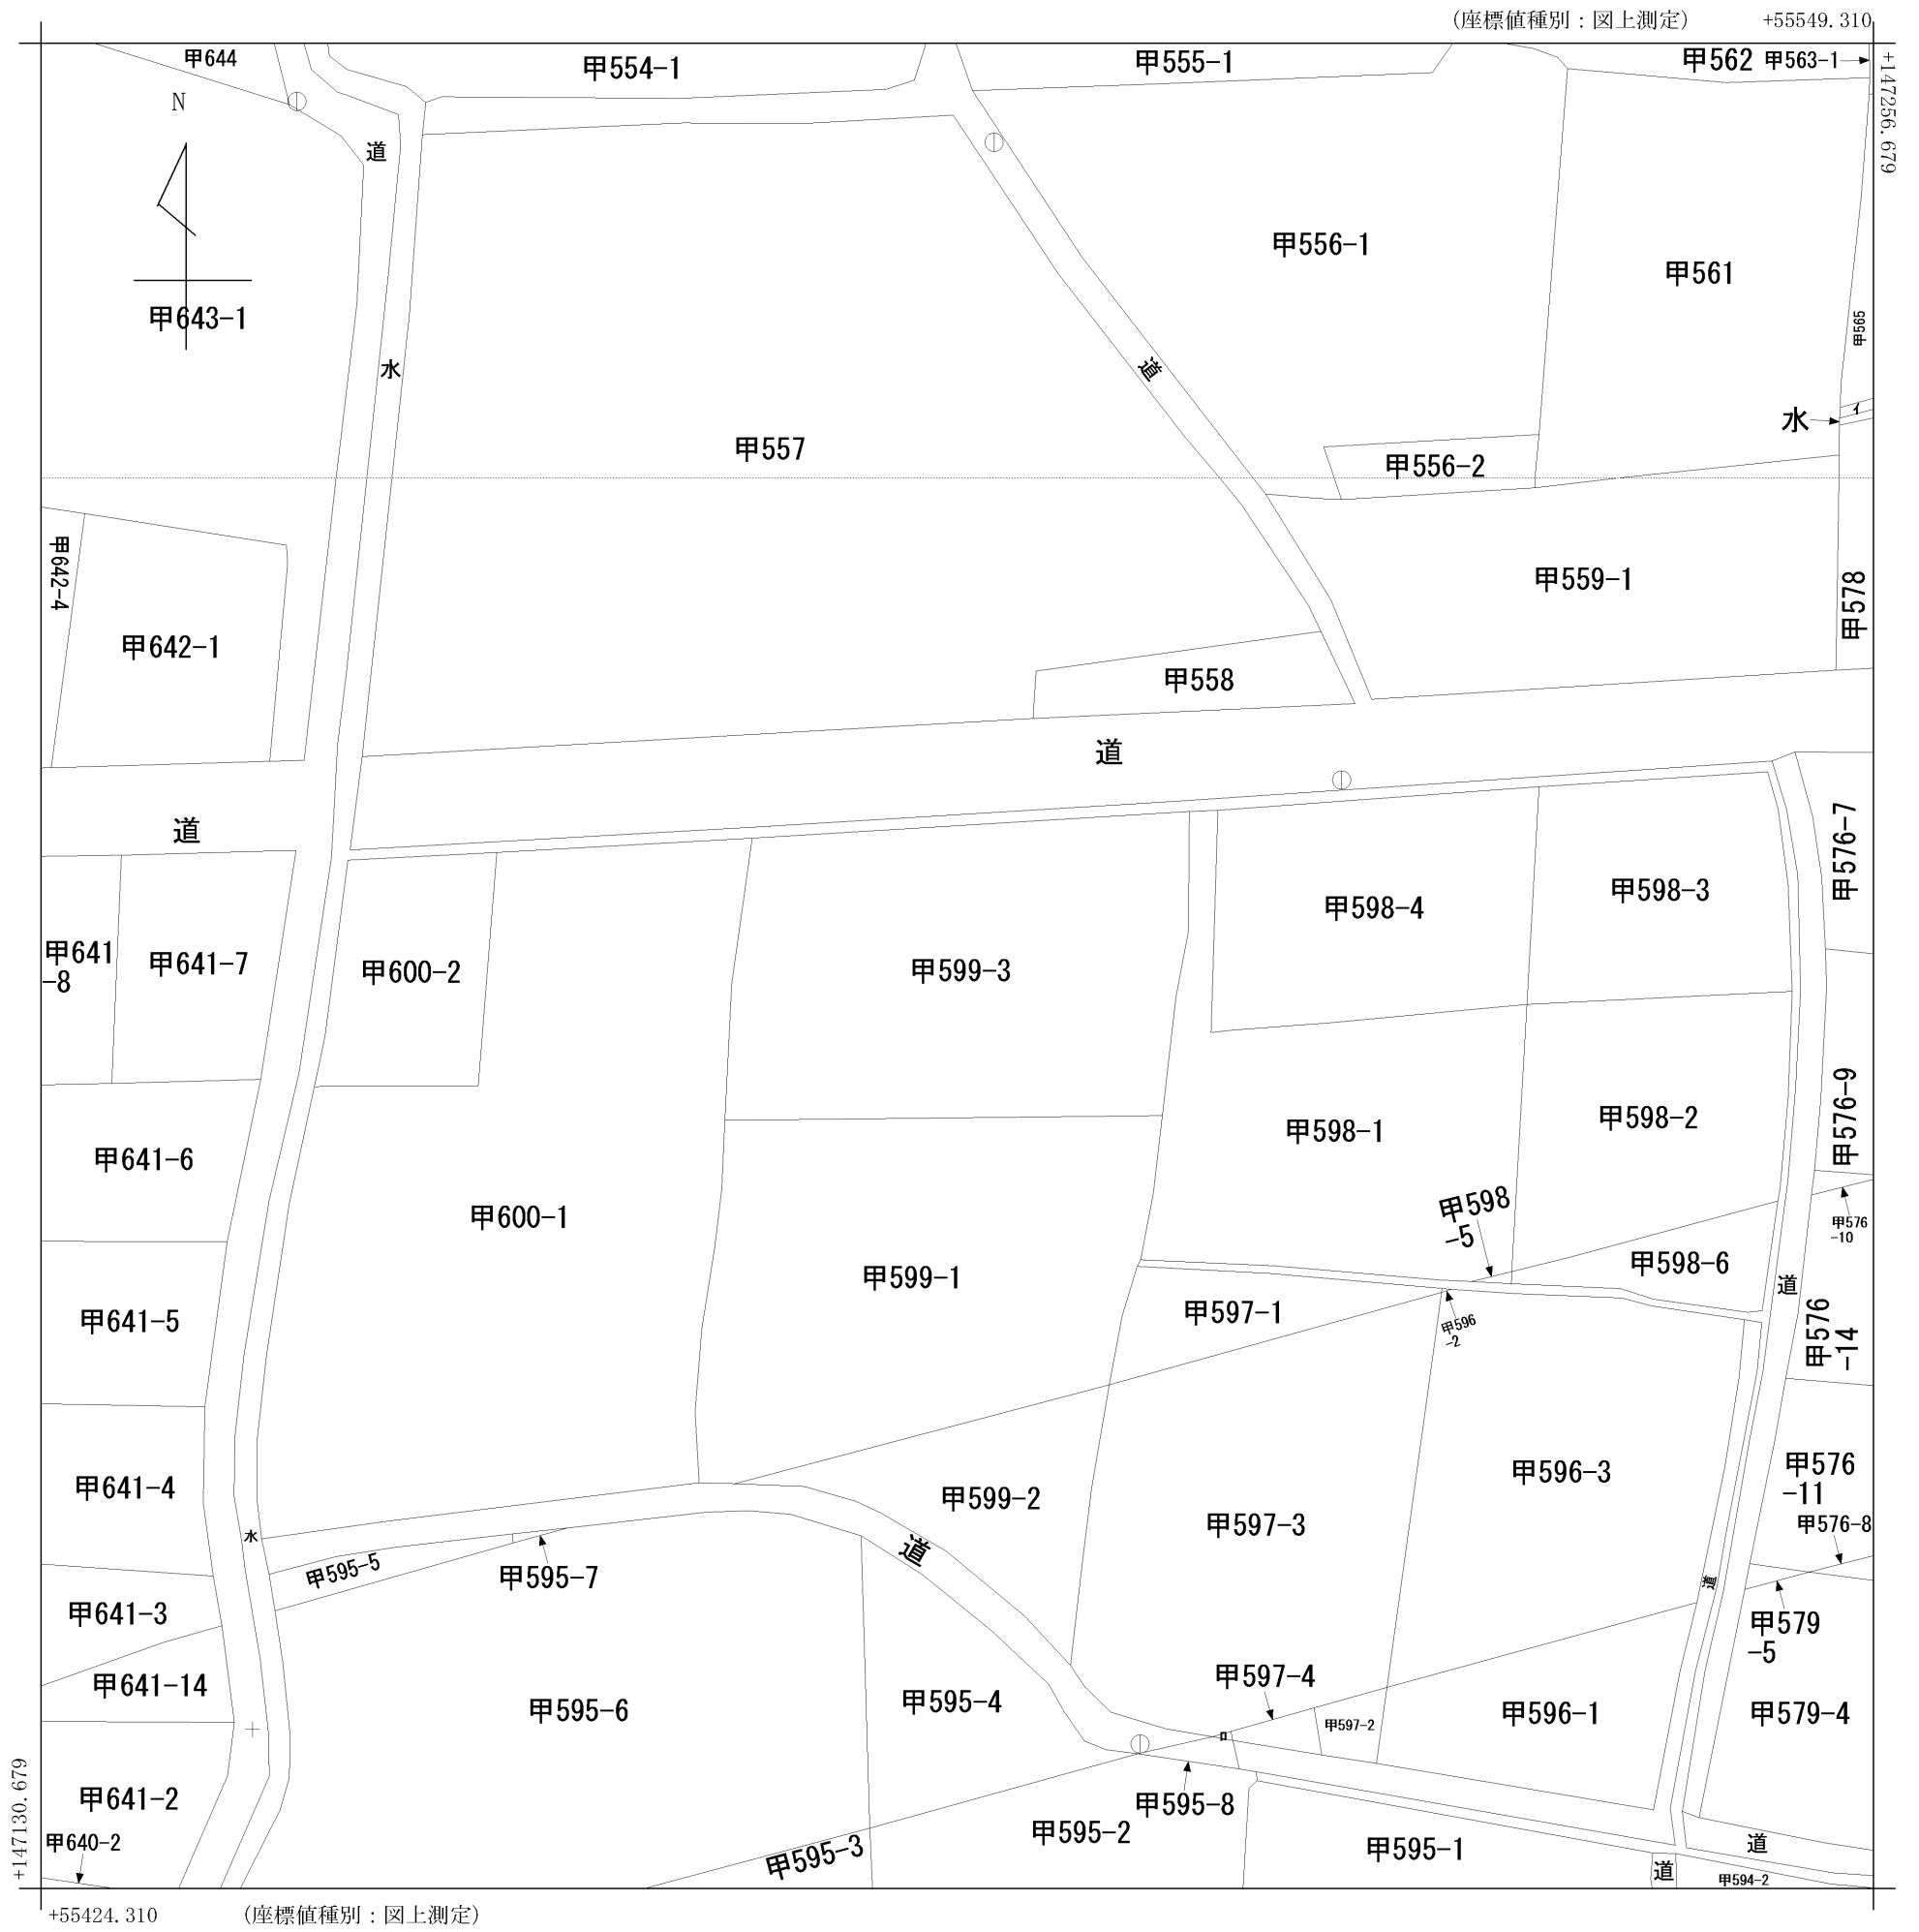 (座標値種別：図上測定)
+55549.310
+147256.679
甲644
甲554-1
甲555-1
甲562
甲563-1
N
道
甲556-1
甲561
甲643-1
甲565
水
道
イ
水
甲557
甲556-2
甲642-4
甲559-1
甲578
甲642-1
甲558
道
道
甲576-7
甲598-3
甲598-4
甲641
-8
甲641-7
甲600-2
甲599-3
甲576-9
甲598-2
甲598-1
甲641-6
甲600-1
甲598
-5
甲576
-10
甲599-1
甲598-6
道
甲597-1
甲641-5
甲596
-2
甲576
-14
甲596-3
甲576
-11
甲641-4
甲599-2
甲597-3
甲576-8
水
道
甲595-5
甲595-7
道
甲641-3
甲579
-5
甲597-4
甲641-14
甲595-6
甲595-4
甲596-1
甲579-4
甲597-2
ロ
甲641-2
甲595-8
甲595-2
甲595-3
甲640-2
甲595-1
道
道
甲594-2
+147130.679
+55424.310
(座標値種別：図上測定)